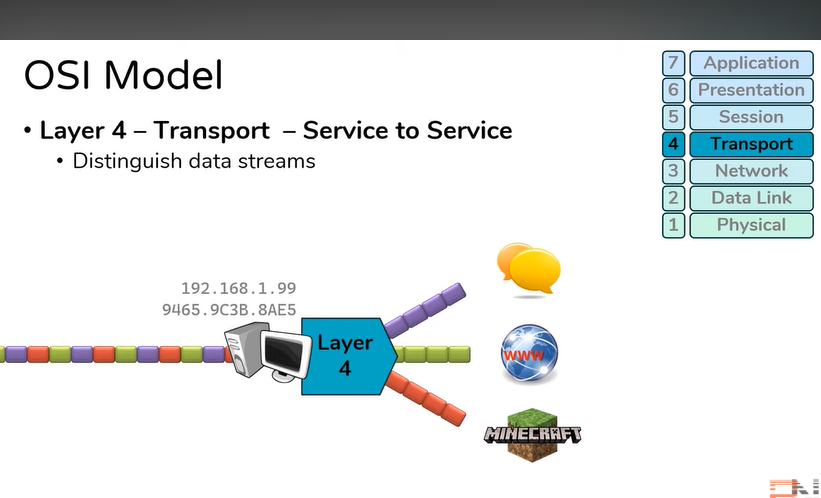 OSI Model
• Layer 4 – Transport – Service to Service
• Distinguish data streams
7 Application
6 Presentation
5 Session
4 Transport
3 Network
2 Data Link
1 Physical
192.168.1.99
9465.9C3B.8AE5
Layer
4
www
MINECRAFT